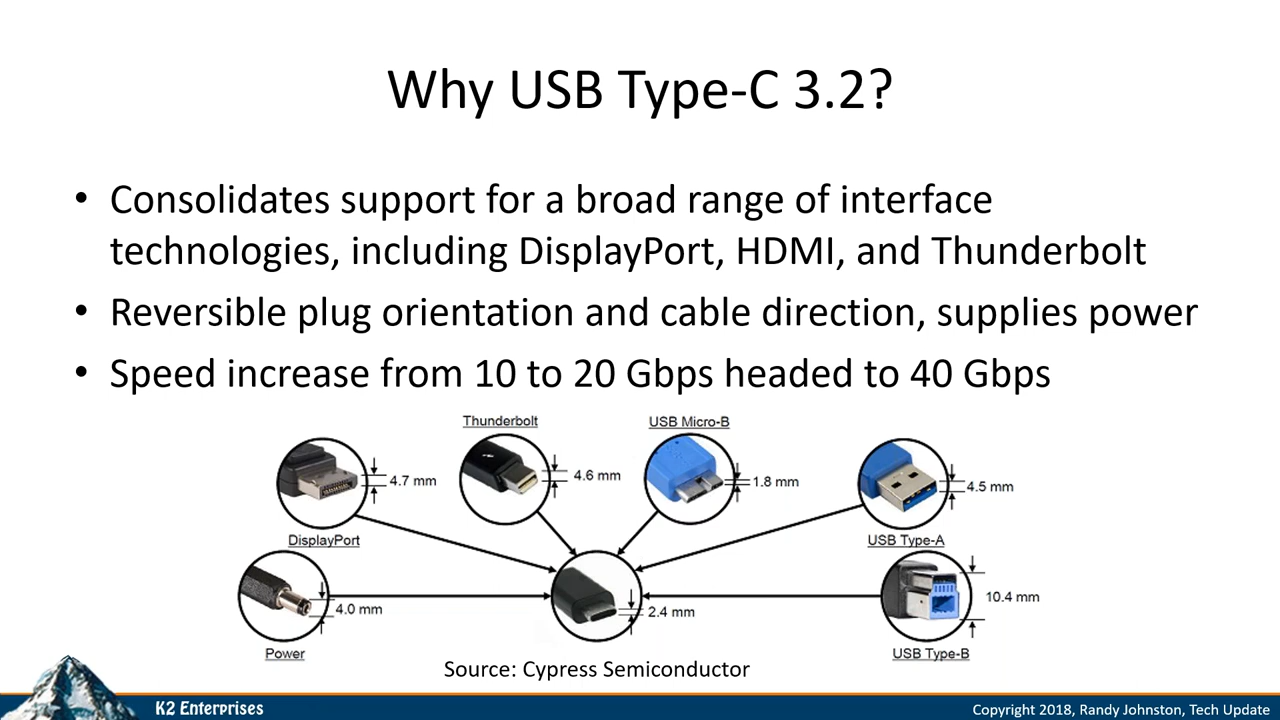 Why USB Type-C 3.2?
• Consolidates support for a broad range of interface
technologies, including DisplayPort, HDMI, and Thunderbolt
• Reversible plug orientation and cable direction, supplies power
• Speed increase from 10 to 20 Gbps headed to 40 Gbps
Thunderbolt
USB Micro-B
4.7 mm
4.6 mm
1.8 mm
4.5 mm
DisplayPort
USB Type-A
4.0 mm
2.4 mm
10.4 mm
Power
USB Type-B
Source: Cypress Semiconductor
K2 Enterprises
Copyright 2018, Randy Johnston, Tech Update